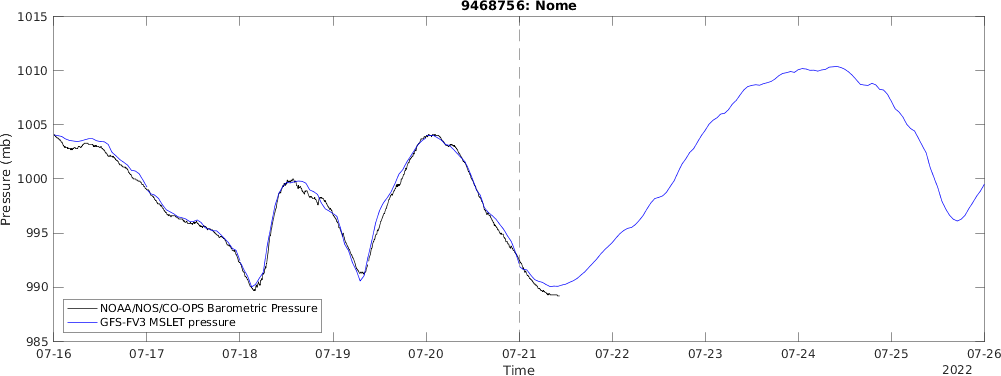 9468756: Nome
1015
1010
1005
1000
995
990
985
Pressure (mb)
NOAA/NOS/CO-OPS Barometric Pressure
GFS-FV3 MSLET pressure
07-16 07-17 07-18 07-19 07-20 07-21 07-22 07-23 07-24 07-25 07-26
Time
2022